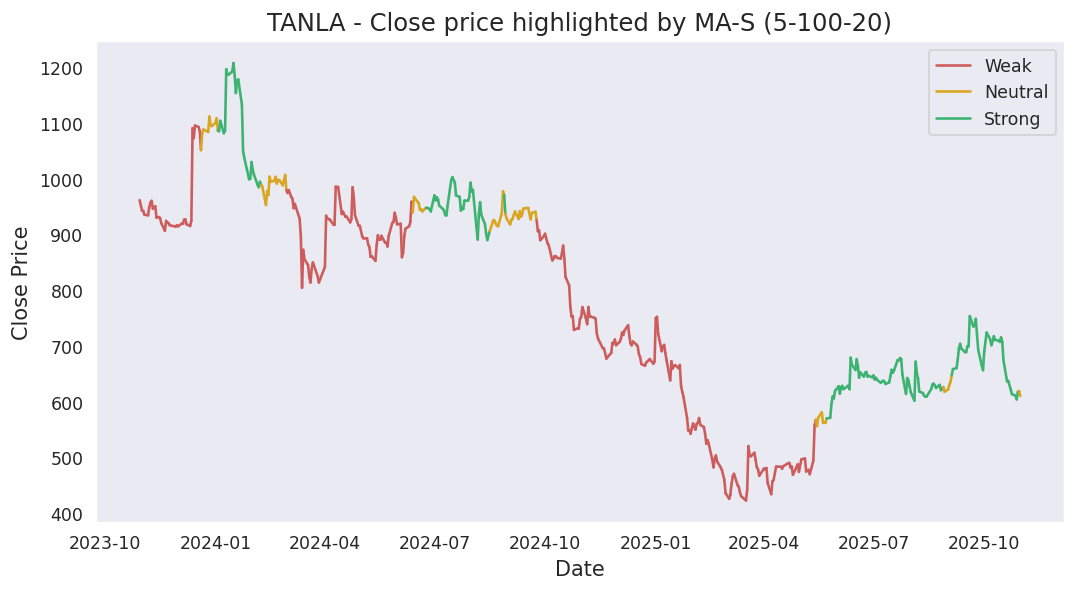 TANLA - Close price highlighted by MA-S (5-100-20)
Weak
Neutral
Strong
Close Price
1200
1100
1000
900
800
700
600
500
400
2023-10 2024-01 2024-04 2024-07 2024-10 2025-01 2025-04 2025-07 2025-10
Date